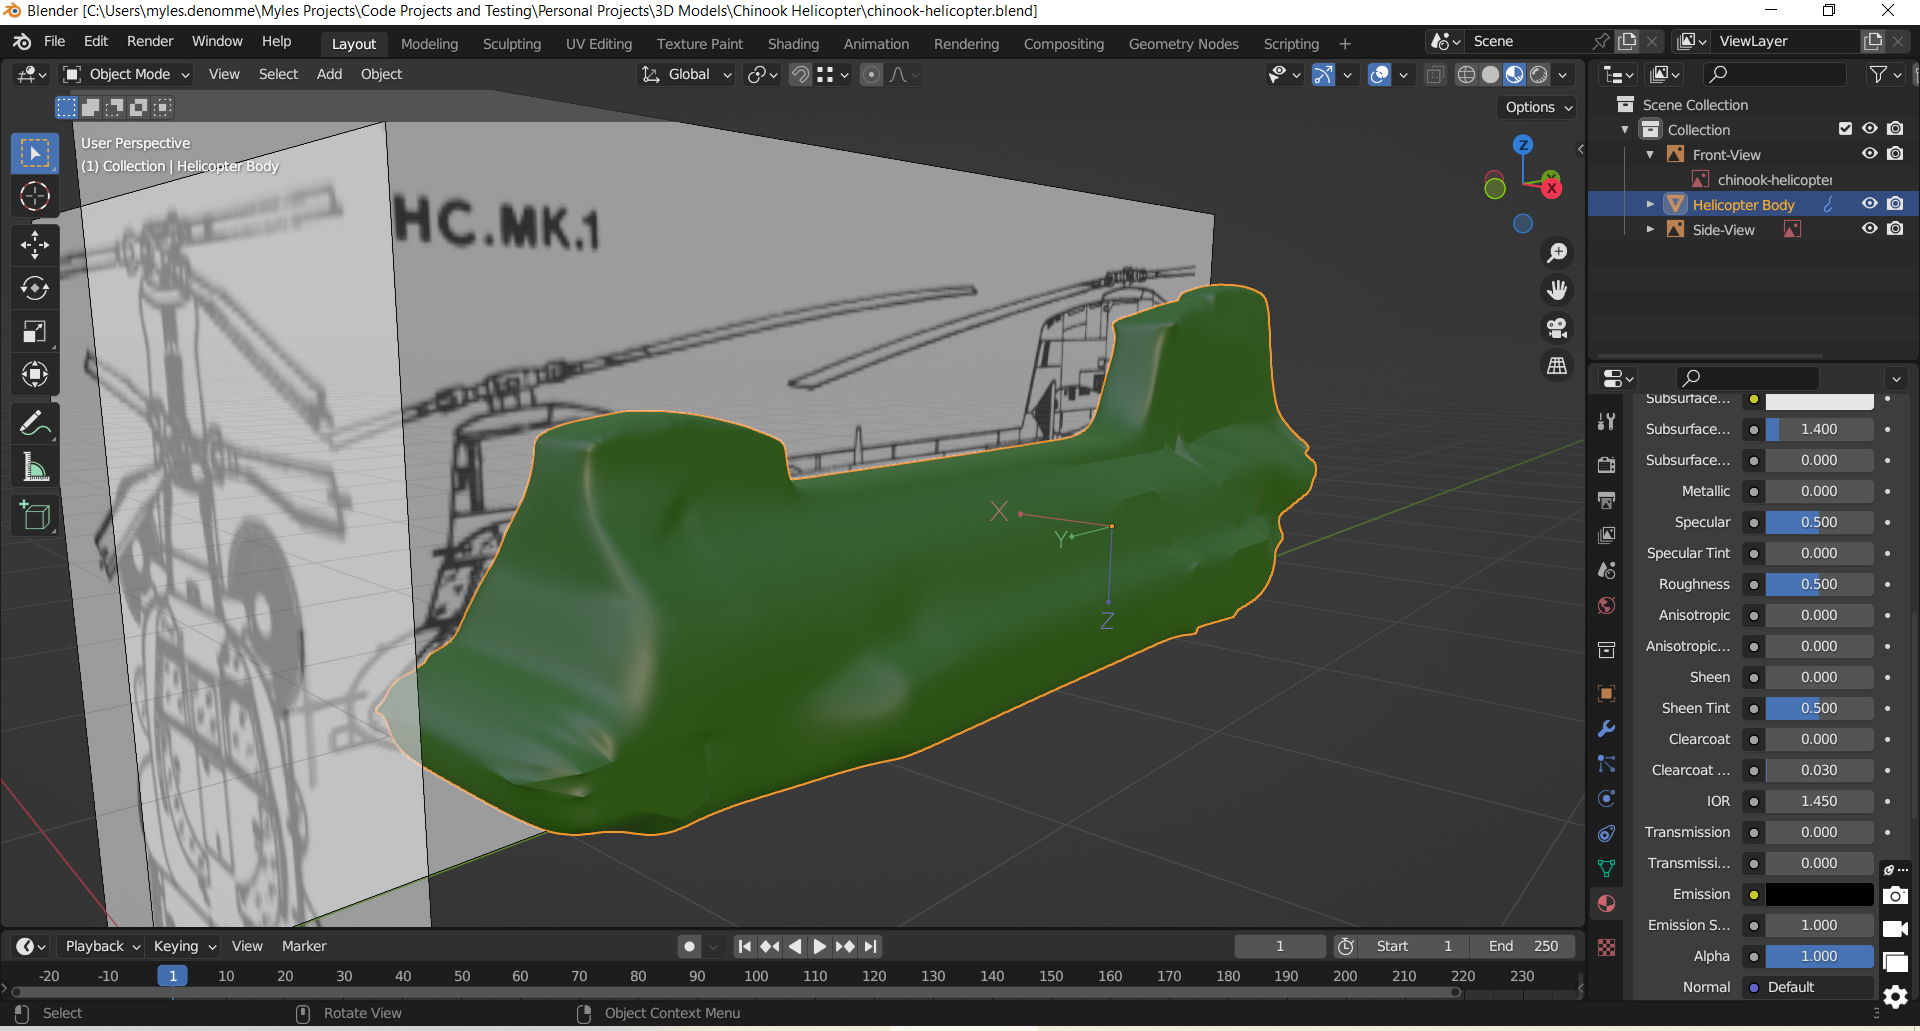 Blender [C:\Users\myles.denomme\Myles Projects\Code Projects and Testing\Personal Projects\3D Models\Chinook Helicopter\chinook-helicopter.blend]
File Edit Render Window Help Layout Modeling Sculpting UV Editing Texture Paint Shading Animation Rendering Compositing Geometry Nodes Scripting + Scene ViewLayer
Object Mode View Select Add Object Global
Options
User Perspective
(1) Collection | Helicopter Body
HC.MK.1
Z
X
Y
X
Y
Z
Scene Collection
Collection
Front-View
chinook-helicopter
Helicopter Body
Side-View
Subsurface...
Subsurface... 1.400
Subsurface... 0.000
Metallic 0.000
Specular 0.500
Specular Tint 0.000
Roughness 0.500
Anisotropic 0.000
Anisotropic... 0.000
Sheen 0.000
Sheen Tint 0.500
Clearcoat 0.000
Clearcoat ... 0.030
IOR 1.450
Transmission 0.000
Transmissi... 0.000
Emission
Emission S... 1.000
Alpha 1.000
Normal Default
Playback Keying View Marker 1 Start 1 End 250
-20 -10 1 10 20 30 40 50 60 70 80 90 100 110 120 130 140 150 160 170 180 190 200 210 220 230
Select Rotate View Object Context Menu 3